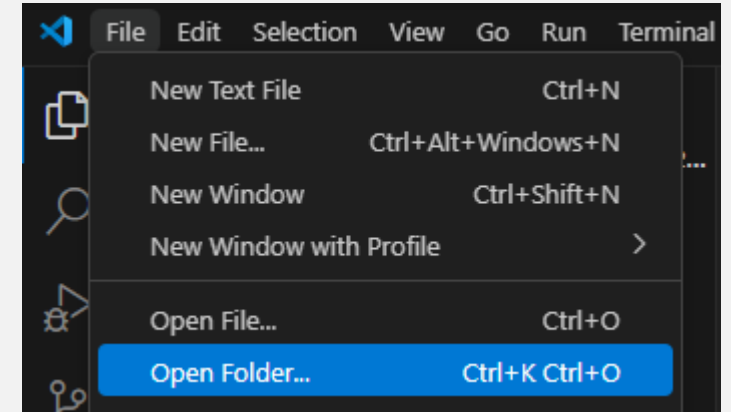 File Edit Selection View Go Run Terminal
New Text File Ctrl+N
New File... Ctrl+Alt+Windows+N
New Window Ctrl+Shift+N
New Window with Profile
Open File... Ctrl+O
Open Folder... Ctrl+K Ctrl+O